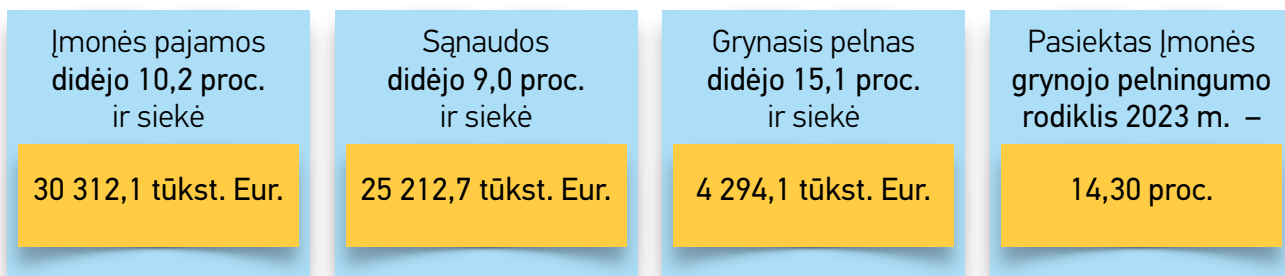 Įmonės pajamos
didėjo 10,2 proc.
ir siekė
30 312,1 tūkst. Eur.
Sąnaudos
didėjo 9,0 proc.
ir siekė
25 212,7 tūkst. Eur.
Grynasis pelnas
didėjo 15,1 proc.
ir siekė
4 294,1 tūkst. Eur.
Pasiektas Įmonės
grynojo pelningumo
rodiklis 2023 m. –
14,30 proc.